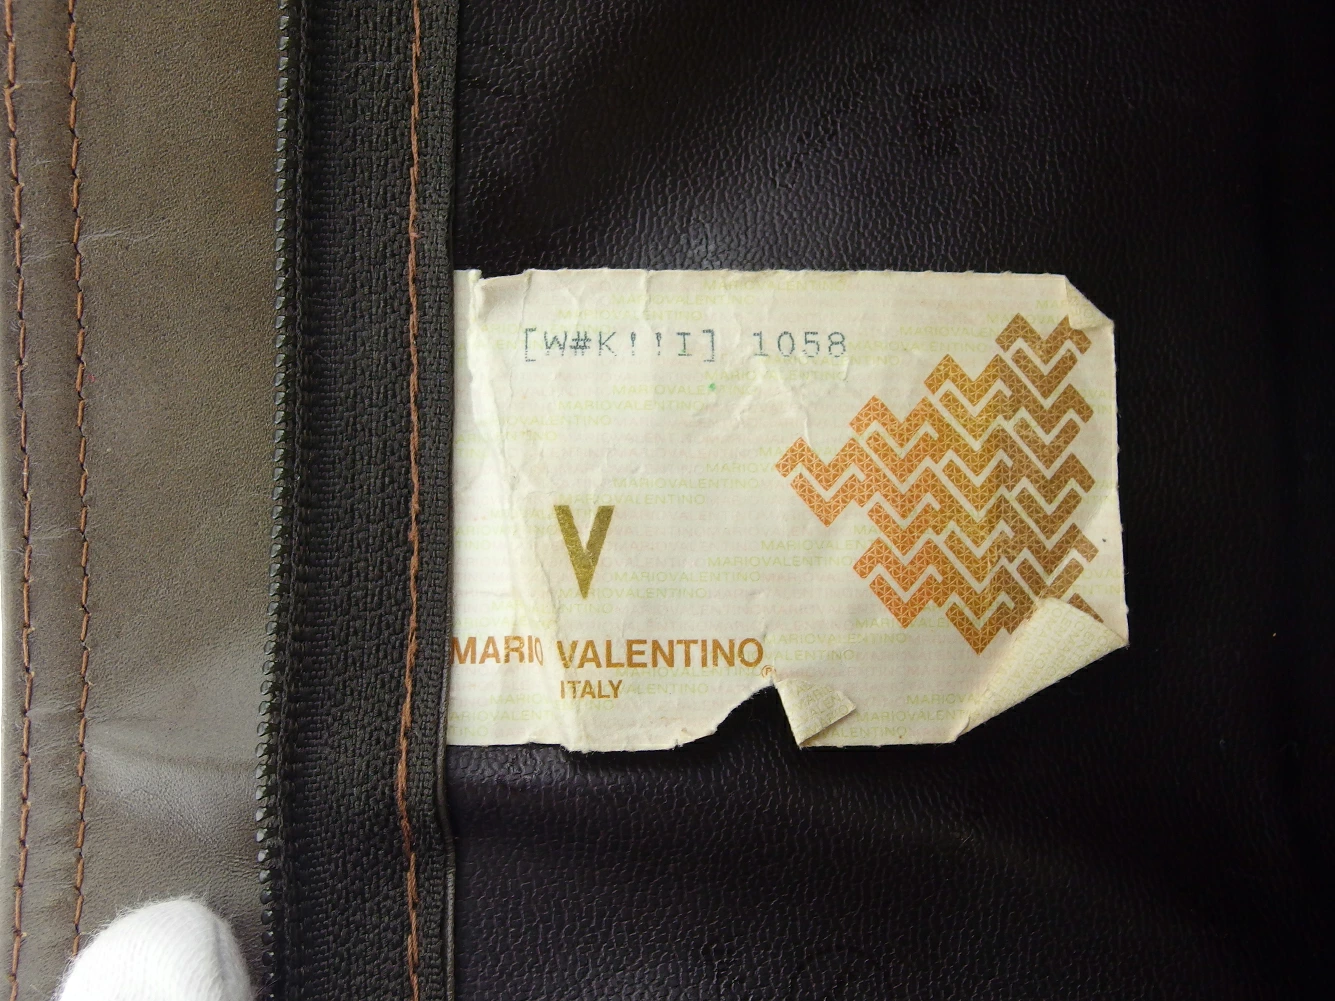 [W#K!!I] 1058
V
MARIO VALENTINO®
ITALY